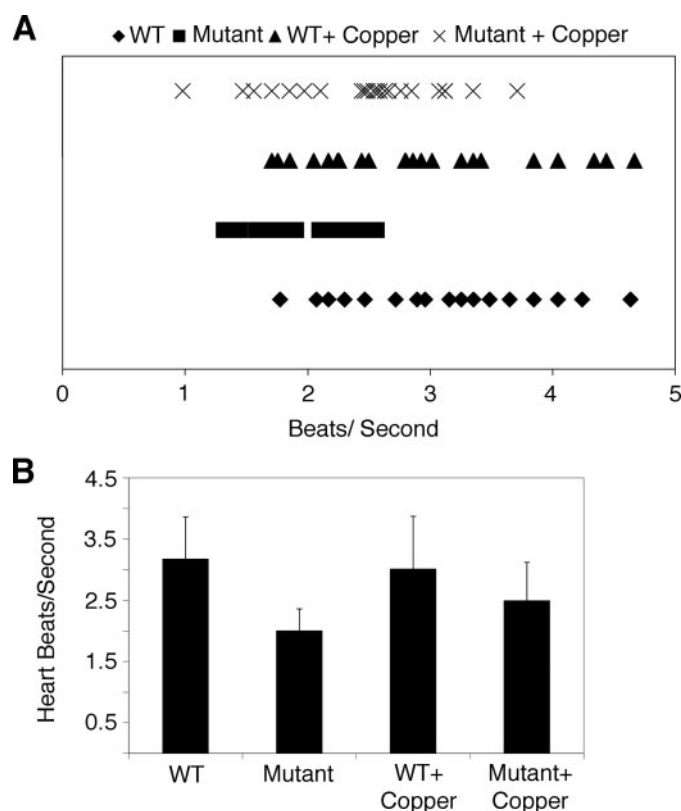 A
WT Mutant WT+ Copper Mutant + Copper
0 1 2 3 4 5
Beats/ Second
B
Heart Beats/Second
4.5
3.5
2.5
1.5
0.5
WT Mutant WT+ Copper Mutant+ Copper